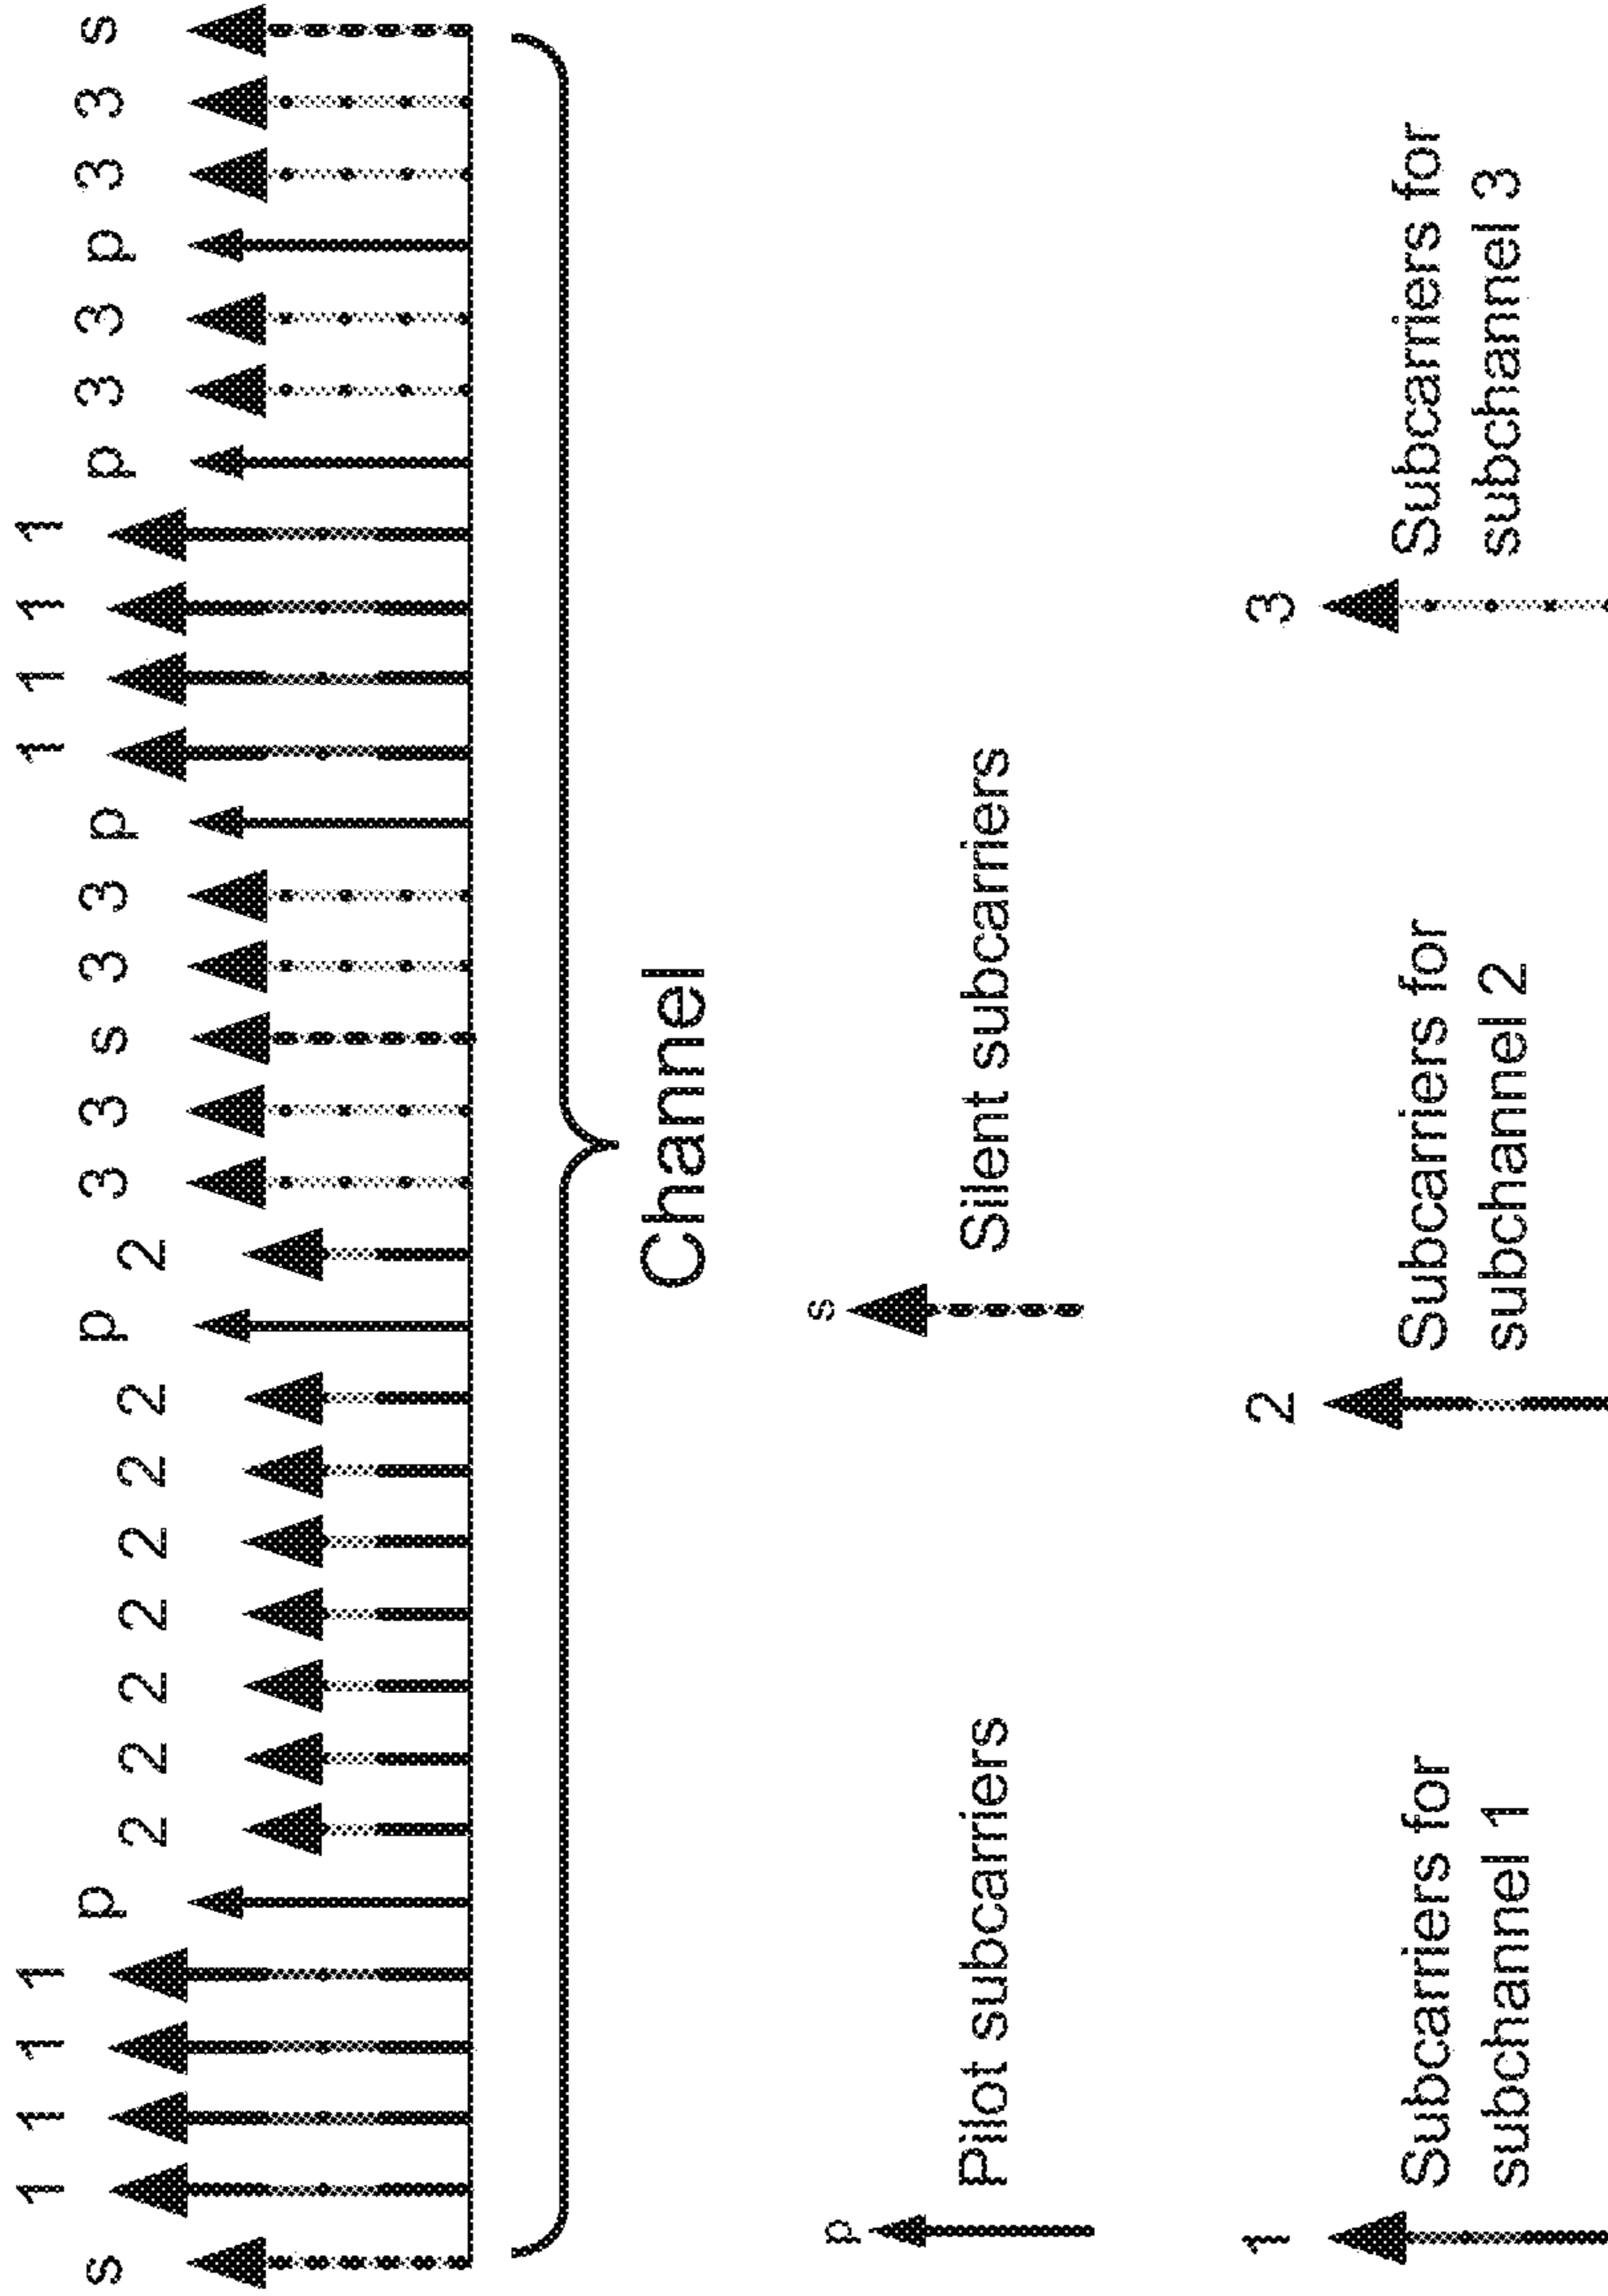 s 1 1 1 1 p 2 2 2 2 2 2 2 p 2 3 3 s 3 3 p 1 1 1 1 p 3 3 p 3 3 s
Channel
p Pilot subcarriers
s Silent subcarriers
1 Subcarriers for
subchannel 1
2 Subcarriers for
subchannel 2
3 Subcarriers for
subchannel 3